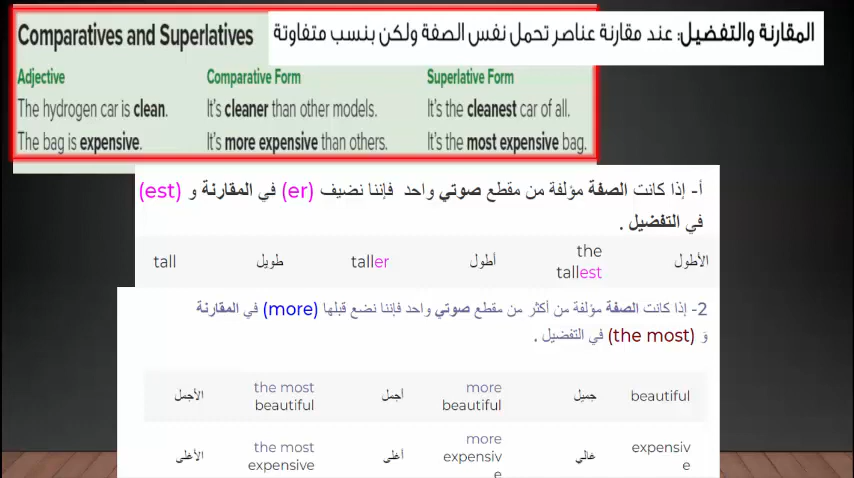 Comparatives and Superlatives
المقارنة والتفضيل: عند مقارنة عناصر تحمل نفس الصفة ولكن بنسب متفاوتة
Adjective Comparative Form Superlative Form
The hydrogen car is clean. It's cleaner than other models. It's the cleanest car of all.
The bag is expensive. It's more expensive than others. It's the most expensive bag.
أ- إذا كانت الصفة مؤلفة من مقطع صوتي واحد فإننا نضيف (er) في المقارنة و (est)
في التفضيل .
tall طويل taller أطول the tallest الأطول
2- إذا كانت الصفة مؤلفة من أكثر من مقطع صوتي واحد فإننا نضع قبلها (more) في المقارنة
وَ (the most) في التفضيل .
beautiful جميل more beautiful أجمل the most beautiful الأجمل
expensive غالي more expensive أغلى the most expensive الأغلى